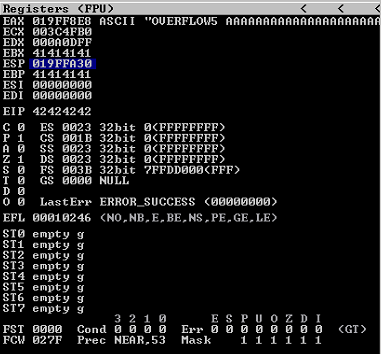 Registers (FPU) < < <
EAX 019FF8E8 ASCII "OVERFLOW5 AAAAAAAAAAAAAAAAAAAAAAAAA
ECX 003C4FB0
EDX 000A0DFF
EBX 41414141
ESP 019FFA30
EBP 41414141
ESI 00000000
EDI 00000000
EIP 42424242
C 0 ES 0023 32bit 0(FFFFFFFF)
P 1 CS 001B 32bit 0(FFFFFFFF)
A 0 SS 0023 32bit 0(FFFFFFFF)
Z 1 DS 0023 32bit 0(FFFFFFFF)
S 0 FS 003B 32bit 7FFDD000(FFF)
T 0 GS 0000 NULL
D 0
O 0 LastErr ERROR_SUCCESS (00000000)
EFL 00010246 (NO,NB,E,BE,NS,PE,GE,LE)
ST0 empty g
ST1 empty g
ST2 empty g
ST3 empty g
ST4 empty g
ST5 empty g
ST6 empty g
ST7 empty g
3 2 1 0 E S P U O Z D I
FST 0000 Cond 0 0 0 0 Err 0 0 0 0 0 0 0 0 (GT)
FCW 027F Prec NEAR,53 Mask 1 1 1 1 1 1